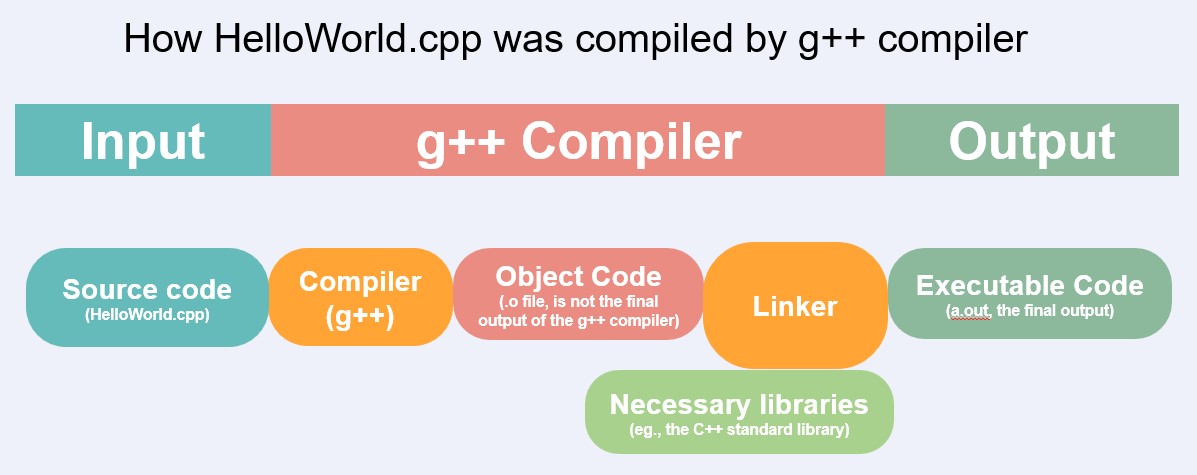 How HelloWorld.cpp was compiled by g++ compiler
Input
g++ Compiler
Output
Source code
(HelloWorld.cpp)
Compiler
(g++)
Object Code
(.o file, is not the final
output of the g++ compiler)
Linker
Executable Code
(a.out, the final output)
Necessary libraries
(eg., the C++ standard library)